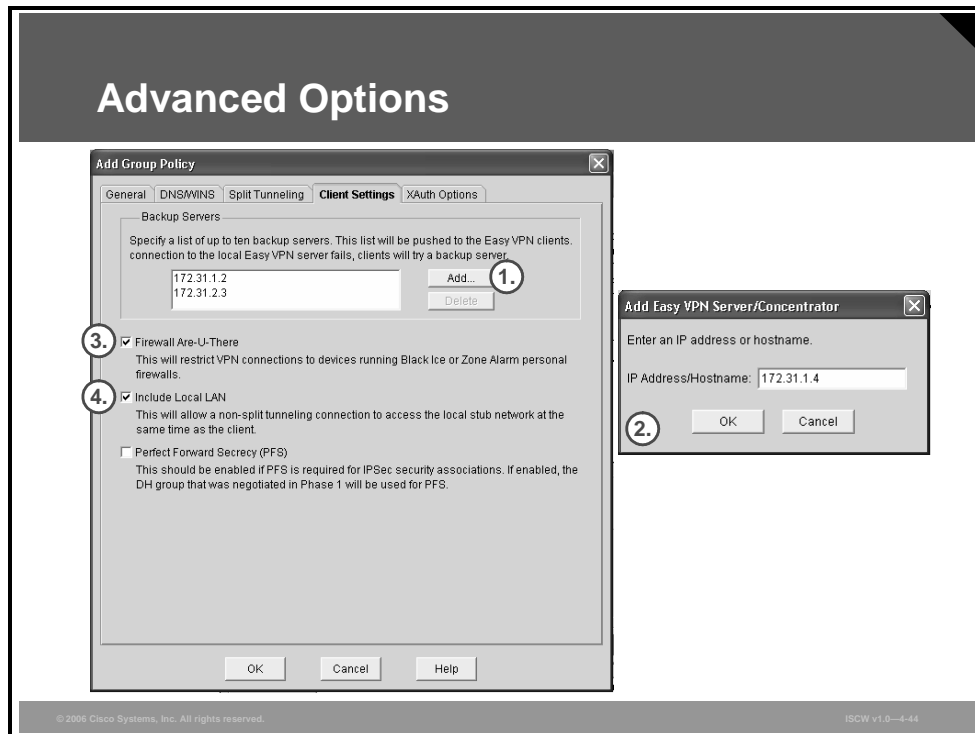 Advanced Options
Add Group Policy
General DNS/WINS Split Tunneling Client Settings XAuth Options
Backup Servers
Specify a list of up to ten backup servers. This list will be pushed to the Easy VPN clients.
connection to the local Easy VPN server fails, clients will try a backup server.
172.31.1.2
172.31.2.3
Add...
1.
Delete
3.
Firewall Are-U-There
This will restrict VPN connections to devices running Black Ice or Zone Alarm personal
firewalls.
4.
Include Local LAN
This will allow a non-split tunneling connection to access the local stub network at the
same time as the client.
Perfect Forward Secrecy (PFS)
This should be enabled if PFS is required for IPSec security associations. If enabled, the
DH group that was negotiated in Phase 1 will be used for PFS.
OK Cancel Help
Add Easy VPN Server/Concentrator
Enter an IP address or hostname.
IP Address/Hostname: 172.31.1.4
2.
OK Cancel
© 2006 Cisco Systems, Inc. All rights reserved.
ISCW v1.0—4-44